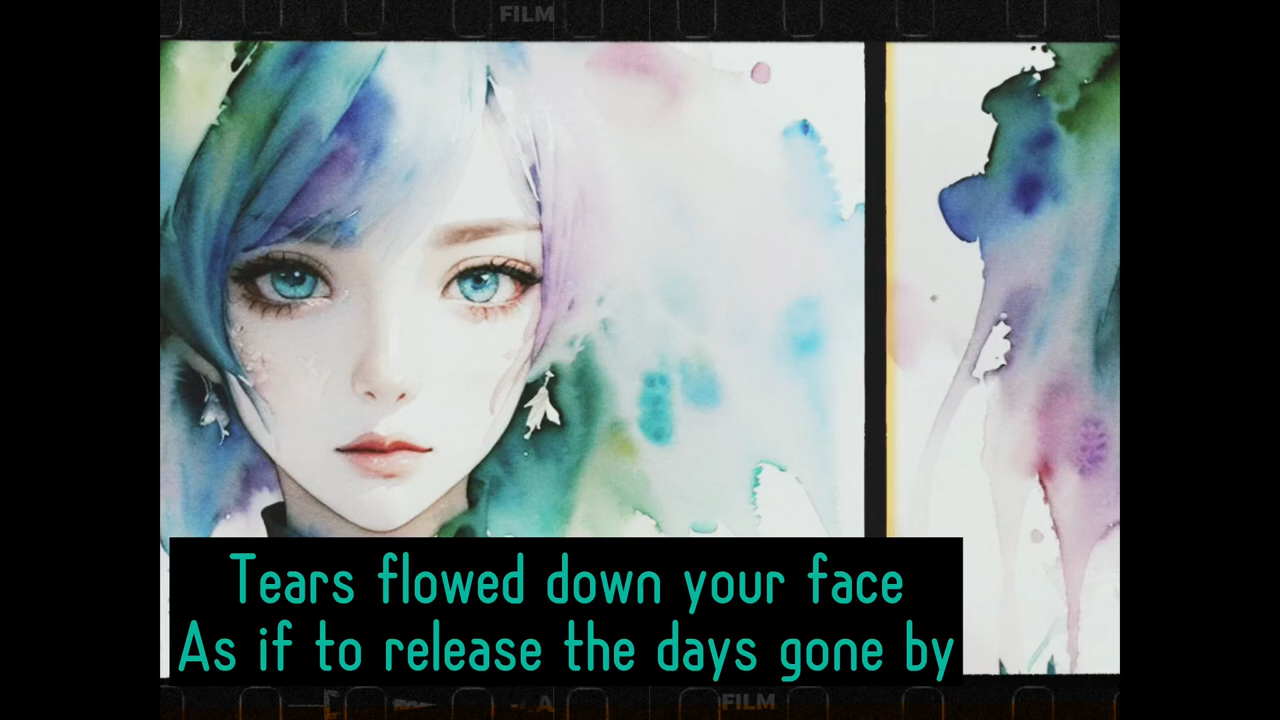 FILM
Tears flowed down your face
As if to release the days gone by
FILM